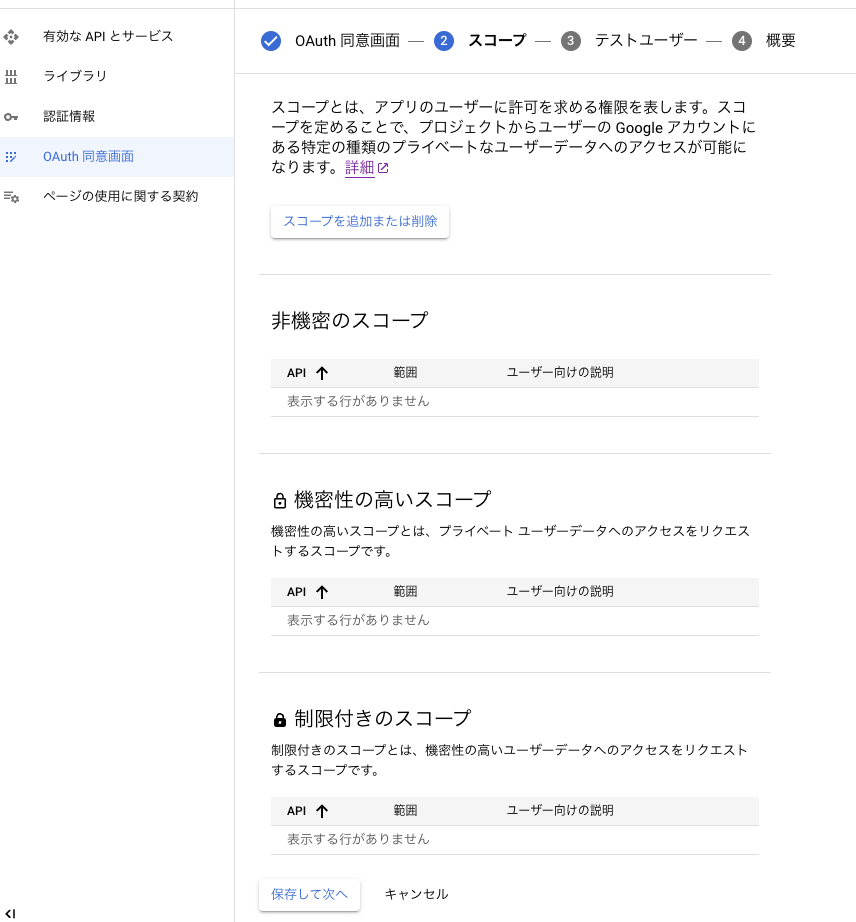 有効な API とサービス
ライブラリ
認証情報
OAuth 同意画面
ページの使用に関する契約
OAuth 同意画面 — 2 スコープ — 3 テストユーザー — 4 概要
スコープとは、アプリのユーザーに許可を求める権限を表します。スコ
ープを定めることで、プロジェクトからユーザーの Google アカウントに
ある特定の種類のプライベートなユーザーデータへのアクセスが可能に
なります。詳細
スコープを追加または削除
非機密のスコープ
API 範囲 ユーザー向けの説明
表示する行がありません
機密性の高いスコープ
機密性の高いスコープとは、プライベート ユーザーデータへのアクセスをリクエス
トするスコープです。
API 範囲 ユーザー向けの説明
表示する行がありません
制限付きのスコープ
制限付きのスコープとは、機密性の高いユーザーデータへのアクセスをリクエスト
するスコープです。
API 範囲 ユーザー向けの説明
表示する行がありません
保存して次へ キャンセル